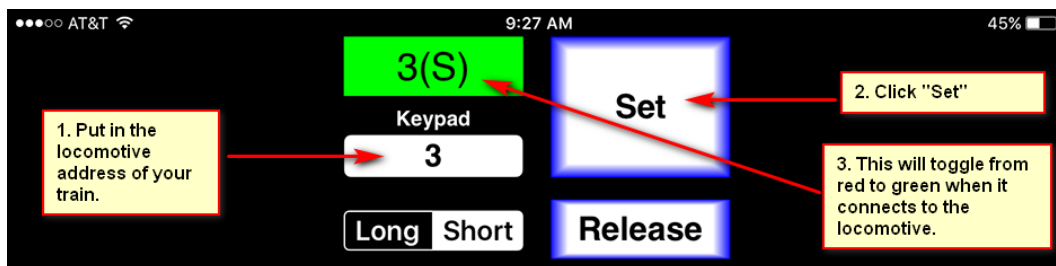 AT&T
9:27 AM
45%
3(S)
Set
Keypad
3
Long
Short
Release
1. Put in the
locomotive
address of your
train.
2. Click "Set"
3. This will toggle from
red to green when it
connects to the
locomotive.